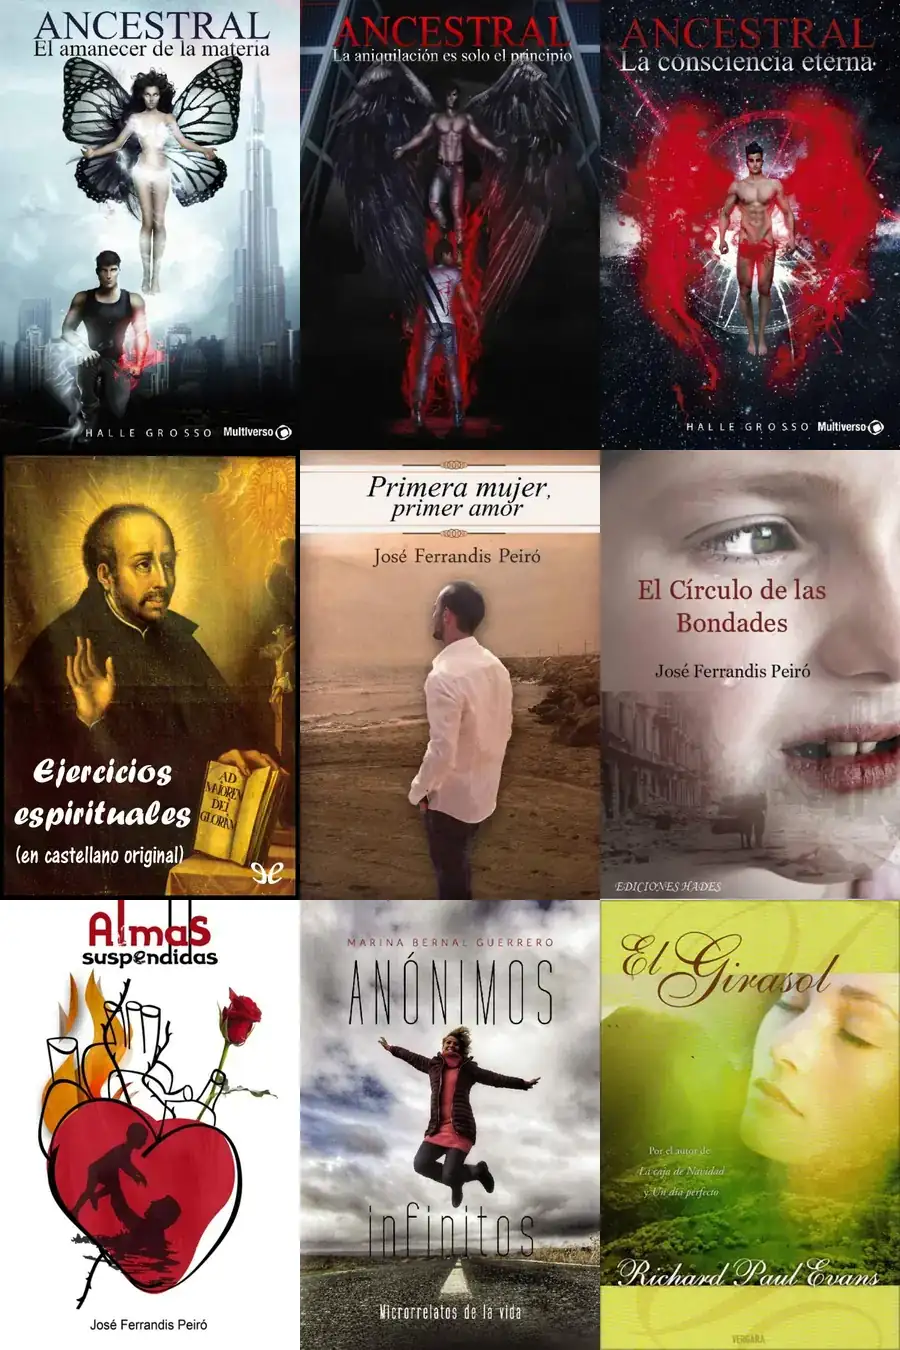 ANCESTRAL
El amanecer de la materia
HALLE GROSSO Multiverso
ANCESTRAL
La aniquilación es solo el principio
ANCESTRAL
La consciencia eterna
HALLE GROSSO Multiverso
Ejercicios
espirituales
(en castellano original)
AD
MAIOREM
DEI
GLORIAM
Primera mujer,
primer amor
José Ferrandis Peiró
El Círculo de las
Bondades
José Ferrandis Peiró
EDICIONES HADES
Almas
suspendidas
José Ferrandis Peiró
MARINA BERNAL GUERRERO
ANÓNIMOS
infinitos
Microrrelatos de la vida
El Girasol
Por el autor de
La caja de Navidad
y Un día perfecto
Richard Paul Evans
VERGARA